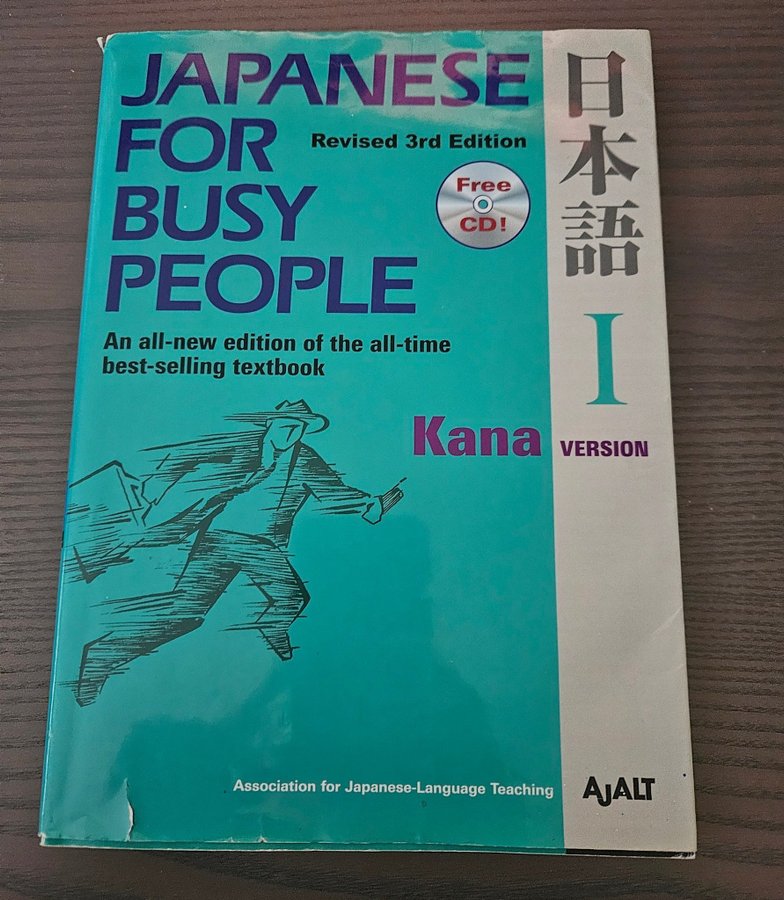 JAPANESE
FOR
BUSY
PEOPLE
Revised 3rd Edition
Free
CD!
An all-new edition of the all-time
best-selling textbook
日本語
I
Kana VERSION
Association for Japanese-Language Teaching
AJALT